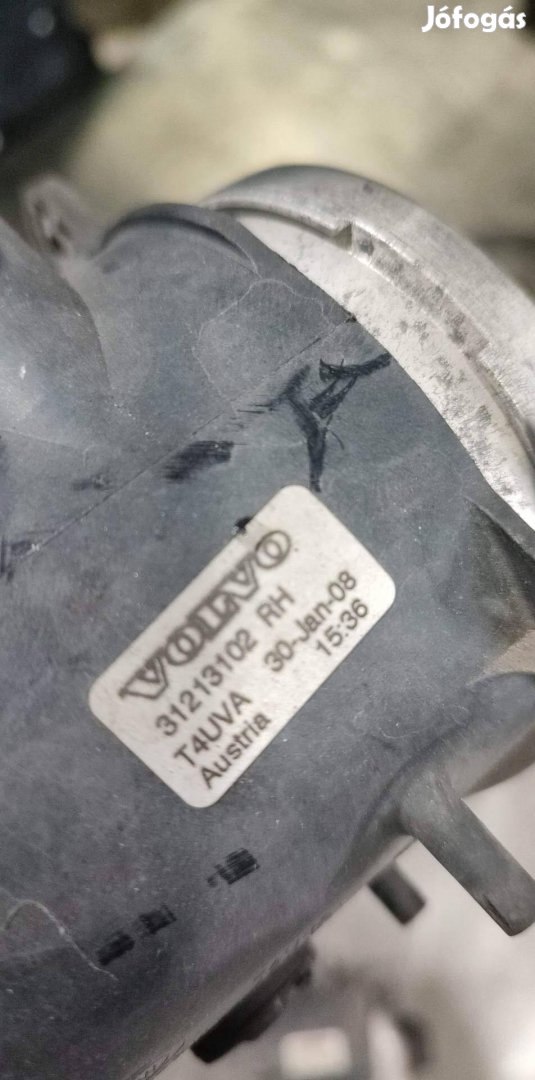 Jófogás
VOLVO
31213102 RH
T4UVA 30-Jan-08
Austria 15:36